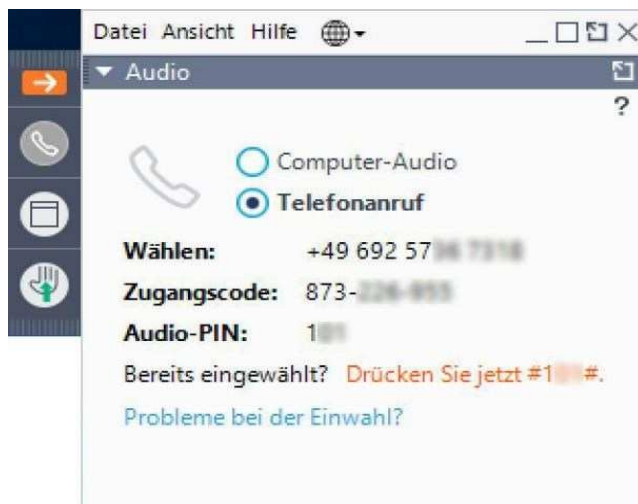 Datei Ansicht Hilfe
Audio
?
Computer-Audio
Telefonanruf
Wählen: +49 692 57
Zugangscode: 873-
Audio-PIN: 1
Bereits eingewählt? Drücken Sie jetzt #1 #.
Probleme bei der Einwahl?